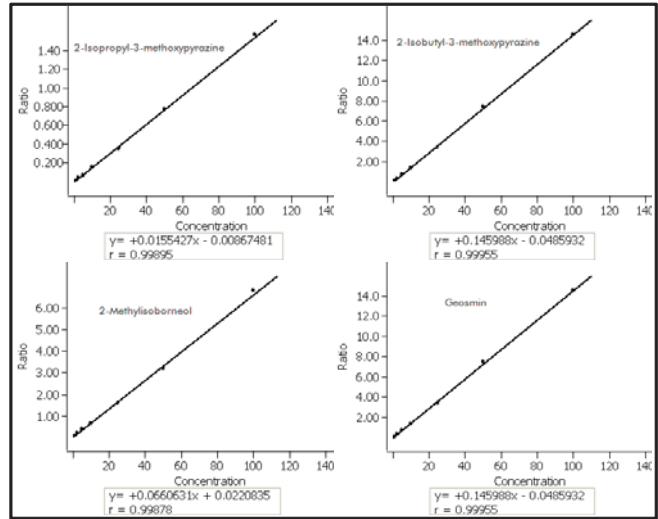 2-Isopropyl-3-methoxypyrazine
1.40
1.20
1.00
0.800
0.600
0.400
0.200
Ratio
20 40 60 80 100 120 140
Concentration
y= +0.0155427x - 0.00867481
r = 0.99895
2-Isobutyl-3-methoxypyrazine
14.0
12.0
10.0
8.00
6.00
4.00
2.00
Ratio
20 40 60 80 100 120 140
Concentration
y= +0.145988x - 0.0485932
r = 0.99955
2-Methylisoborneol
6.00
5.00
4.00
3.00
2.00
1.00
Ratio
20 40 60 80 100 120 140
Concentration
y= +0.0660631x + 0.0220835
r = 0.99878
Geosmin
14.0
12.0
10.0
8.00
6.00
4.00
2.00
Ratio
20 40 60 80 100 120 140
Concentration
y= +0.145988x - 0.0485932
r = 0.99955